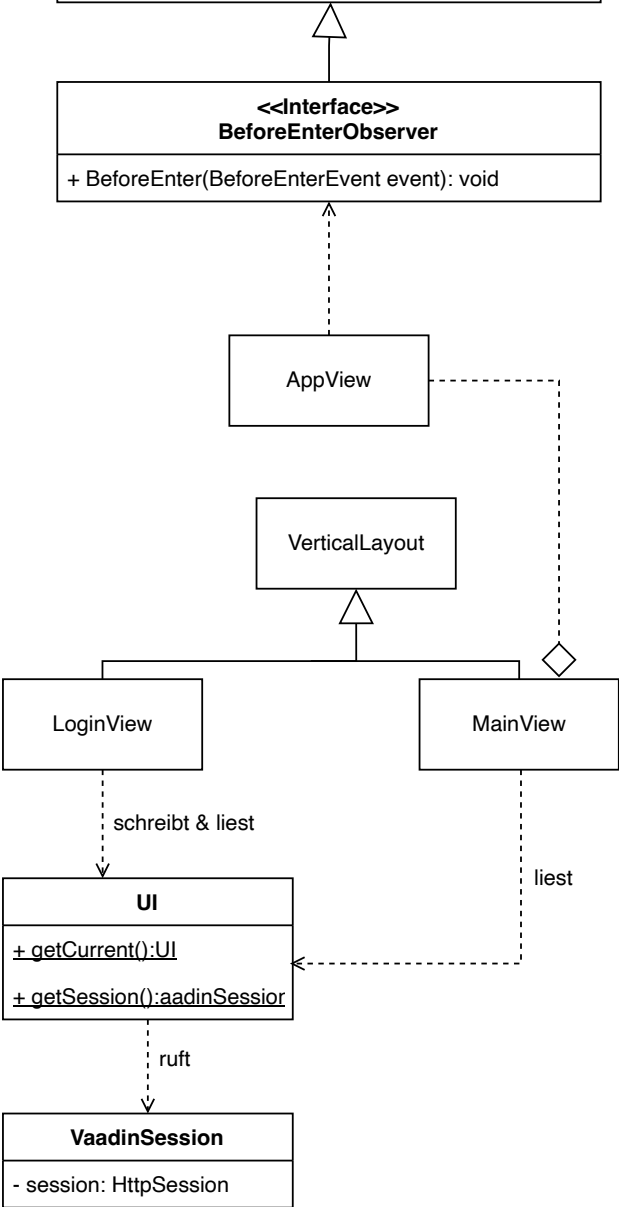 <<Interface>>
BeforeEnterObserver
+ BeforeEnter(BeforeEnterEvent event): void
AppView
VerticalLayout
LoginView
MainView
schreibt & liest
liest
UI
+ getCurrent():UI
+ getSession():aadinSession
ruft
VaadinSession
- session: HttpSession